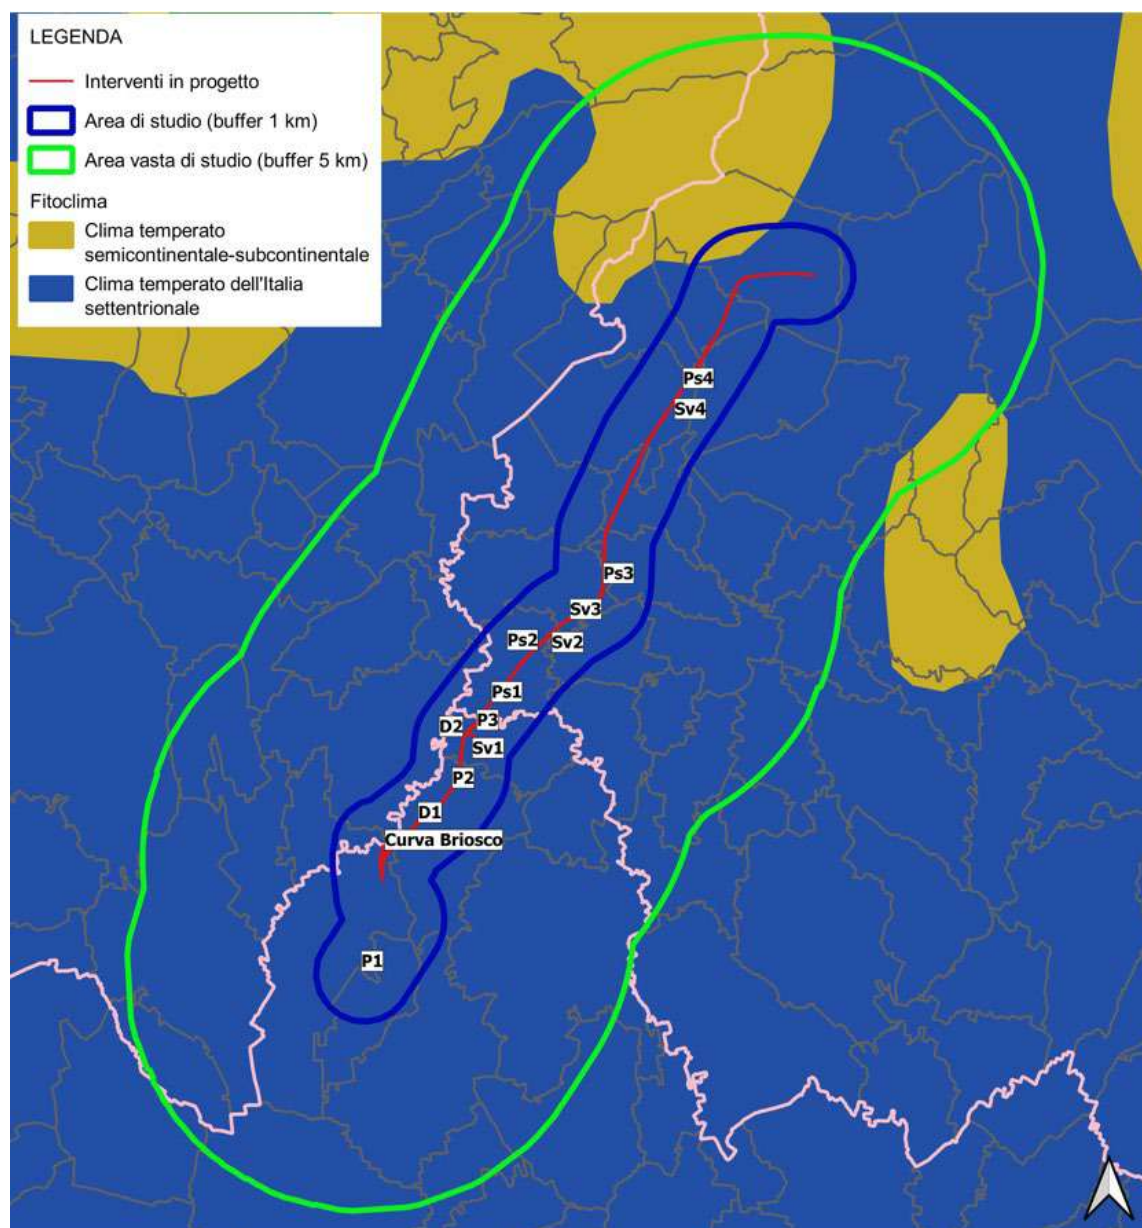 LEGENDA
Interventi in progetto
Area di studio (buffer 1 km)
Area vasta di studio (buffer 5 km)
Fitoclima
Clima temperato
semicontinentale-subcontinentale
Clima temperato dell'Italia
settentrionale
Ps4
Sv4
Ps3
Sv3
Ps2
Sv2
Ps1
P3
D2
Sv1
P2
D1
Curva Briosco
P1